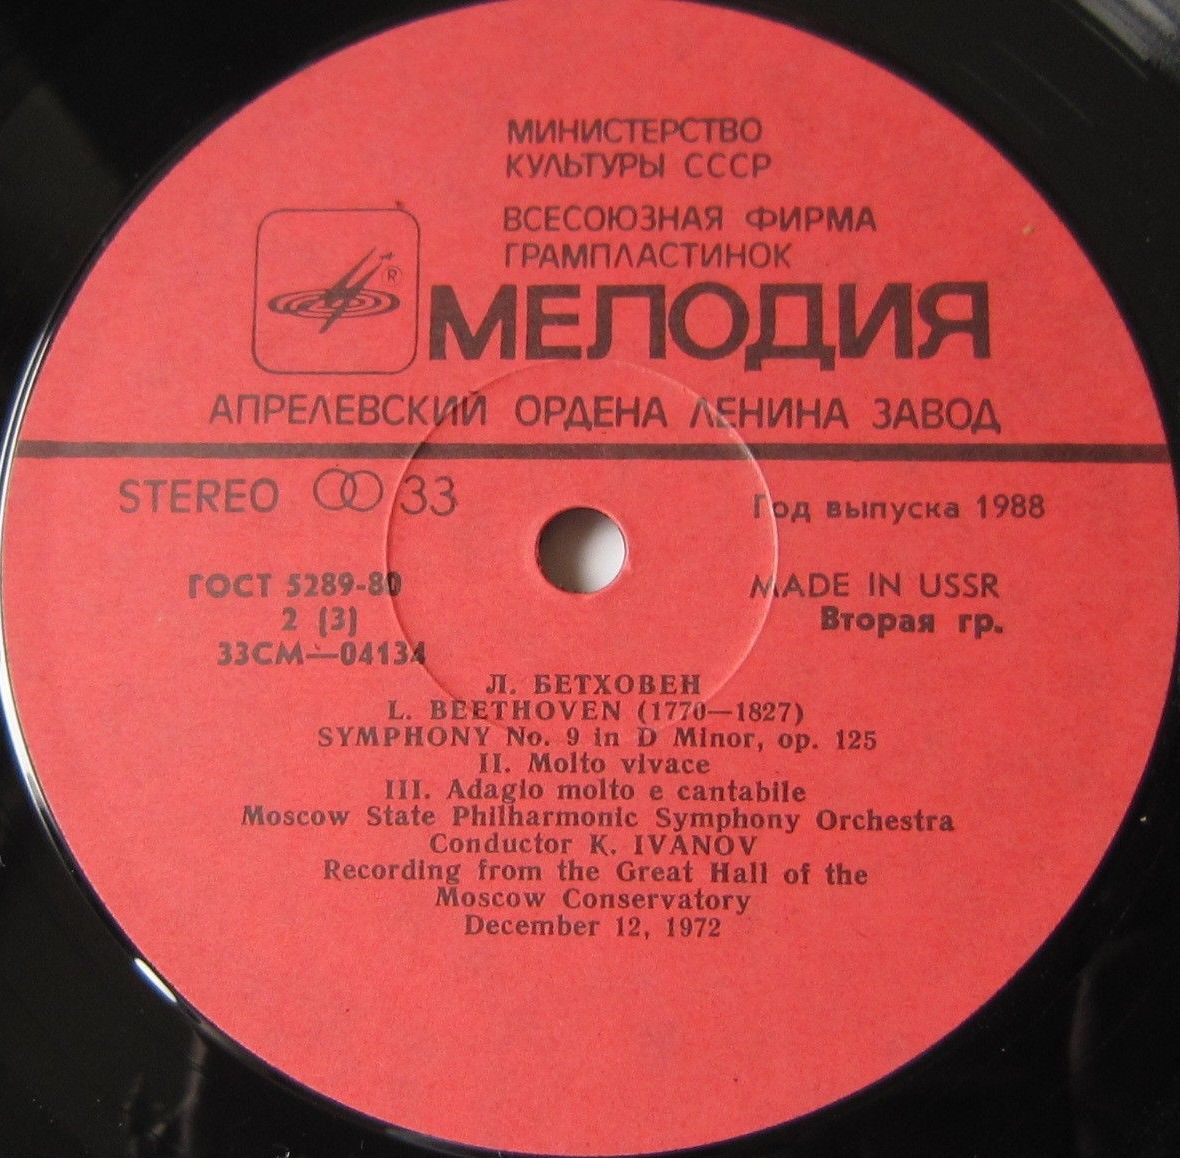 МИНИСТЕРСТВО
КУЛЬТУРЫ СССР
ВСЕСОЮЗНАЯ ФИРМА
ГРАМПЛАСТИНОК
®
МЕЛОДИЯ
АПРЕЛЕВСКИЙ ОРДЕНА ЛЕНИНА ЗАВОД
STEREO 33
Год выпуска 1988
ГОСТ 5289-80
MADE IN USSR
2 (3)
Вторая гр.
33СМ—04134
Л. БЕТХОВЕН
L. BEETHOVEN (1770—1827)
SYMPHONY No. 9 in D Minor, op. 125
II. Molto vivace
III. Adagio molto e cantabile
Moscow State Philharmonic Symphony Orchestra
Conductor K. IVANOV
Recording from the Great Hall of the
Moscow Conservatory
December 12, 1972